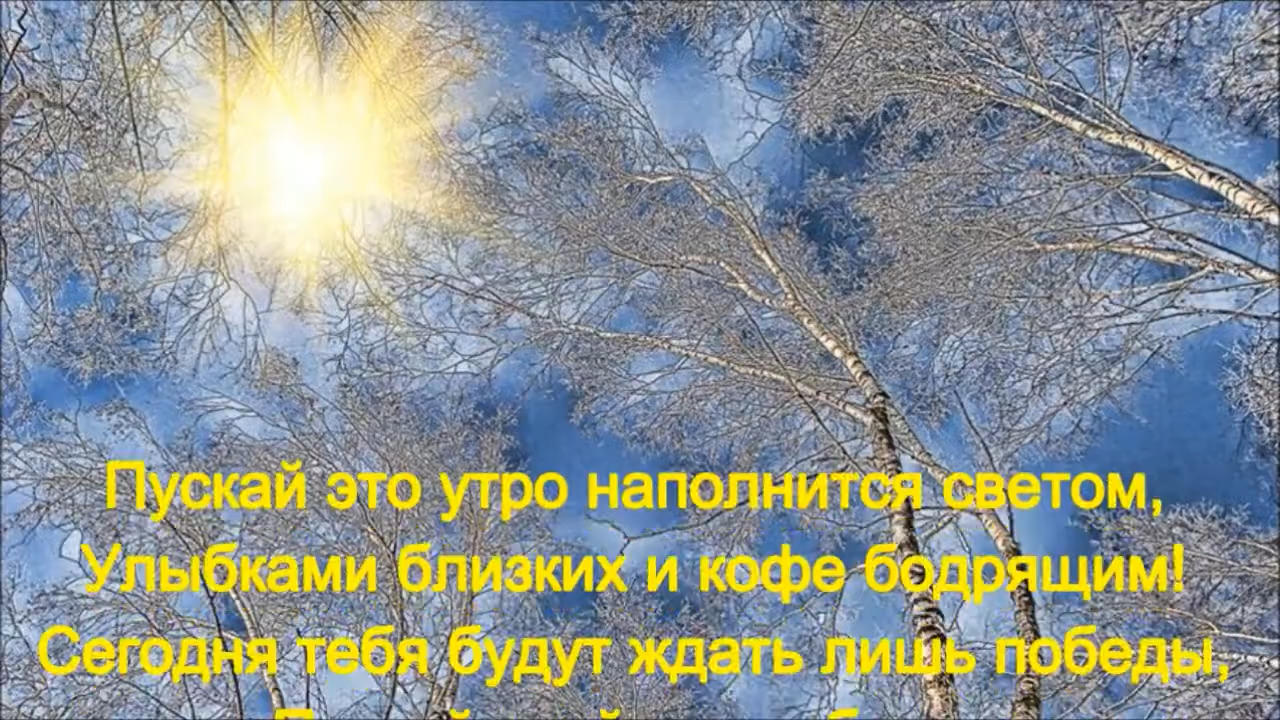 Пускай это утро наполнится светом,
Улыбками близких и кофе бодрящим!
Сегодня тебя будут ждать лишь победы,